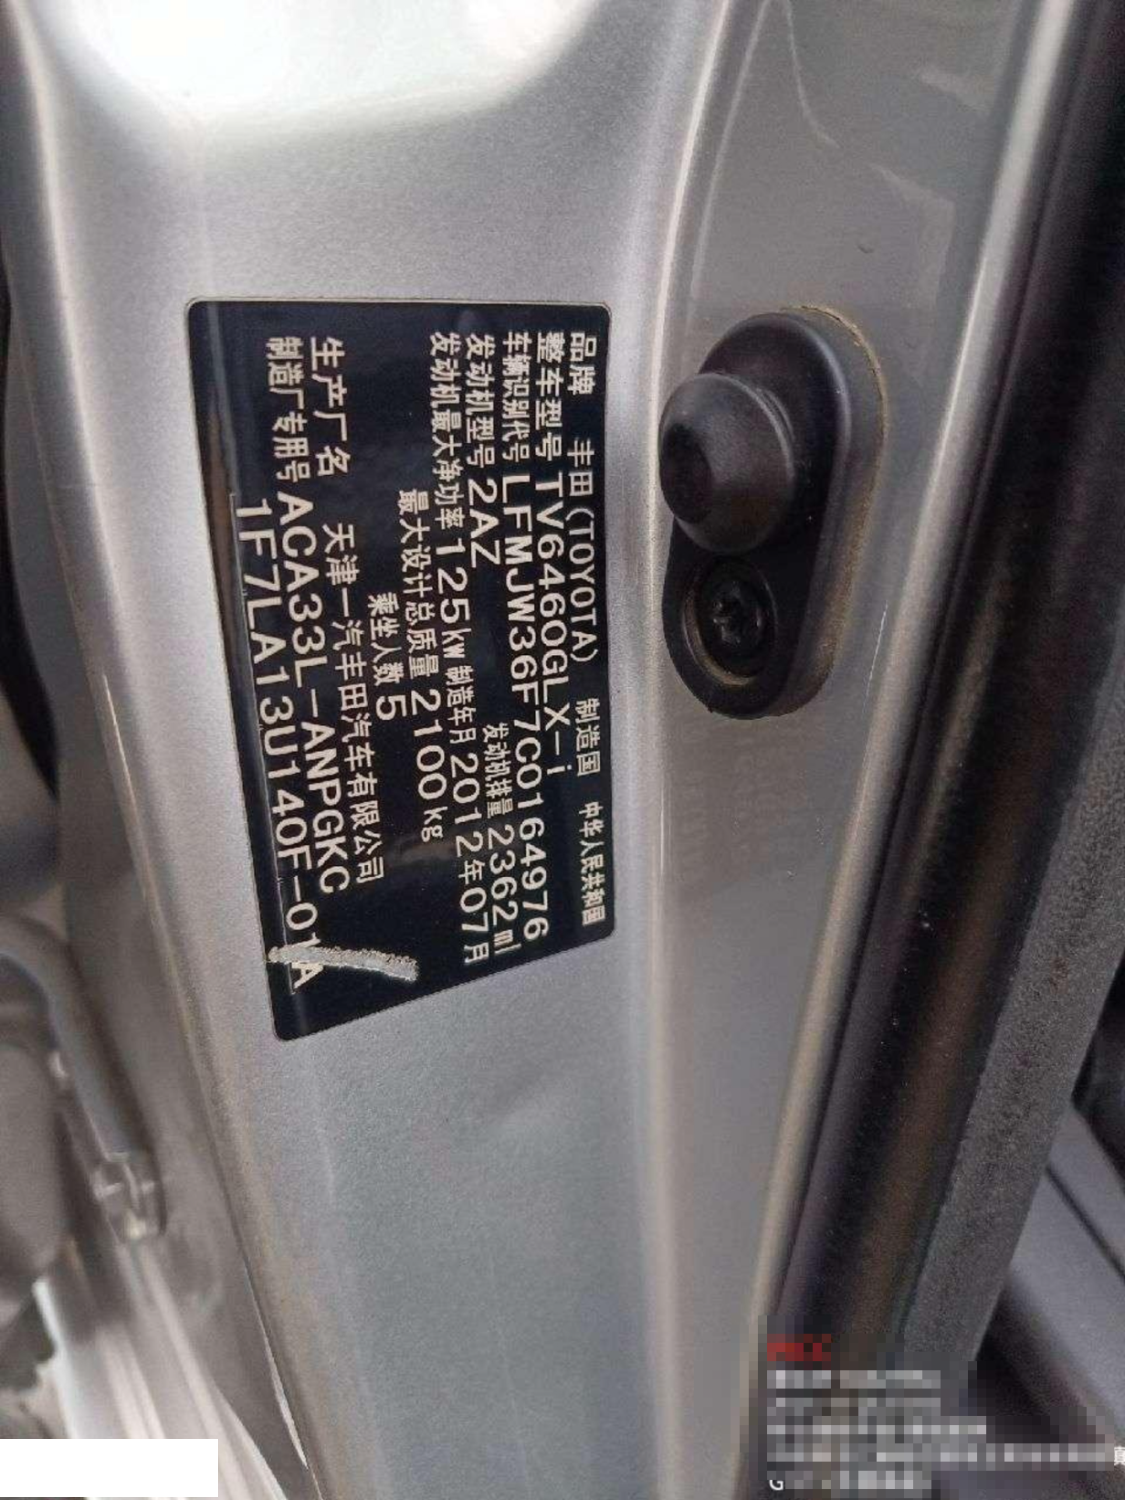 品牌 丰田(TOYOTA) 制造国 中华人民共和国
整车型号 TV6460GLX-i
车辆识别代号 LFMJW36F7C0164976
发动机型号 2AZ 发动机排量 2362ml
发动机最大净功率 125kW 制造年月 2012年07月
最大设计总质量 2100kg
乘坐人数 5
生产厂名 天津一汽丰田汽车有限公司
制造厂专用号 ACA33L-ANPGKC
1F7LA13U140F-01A